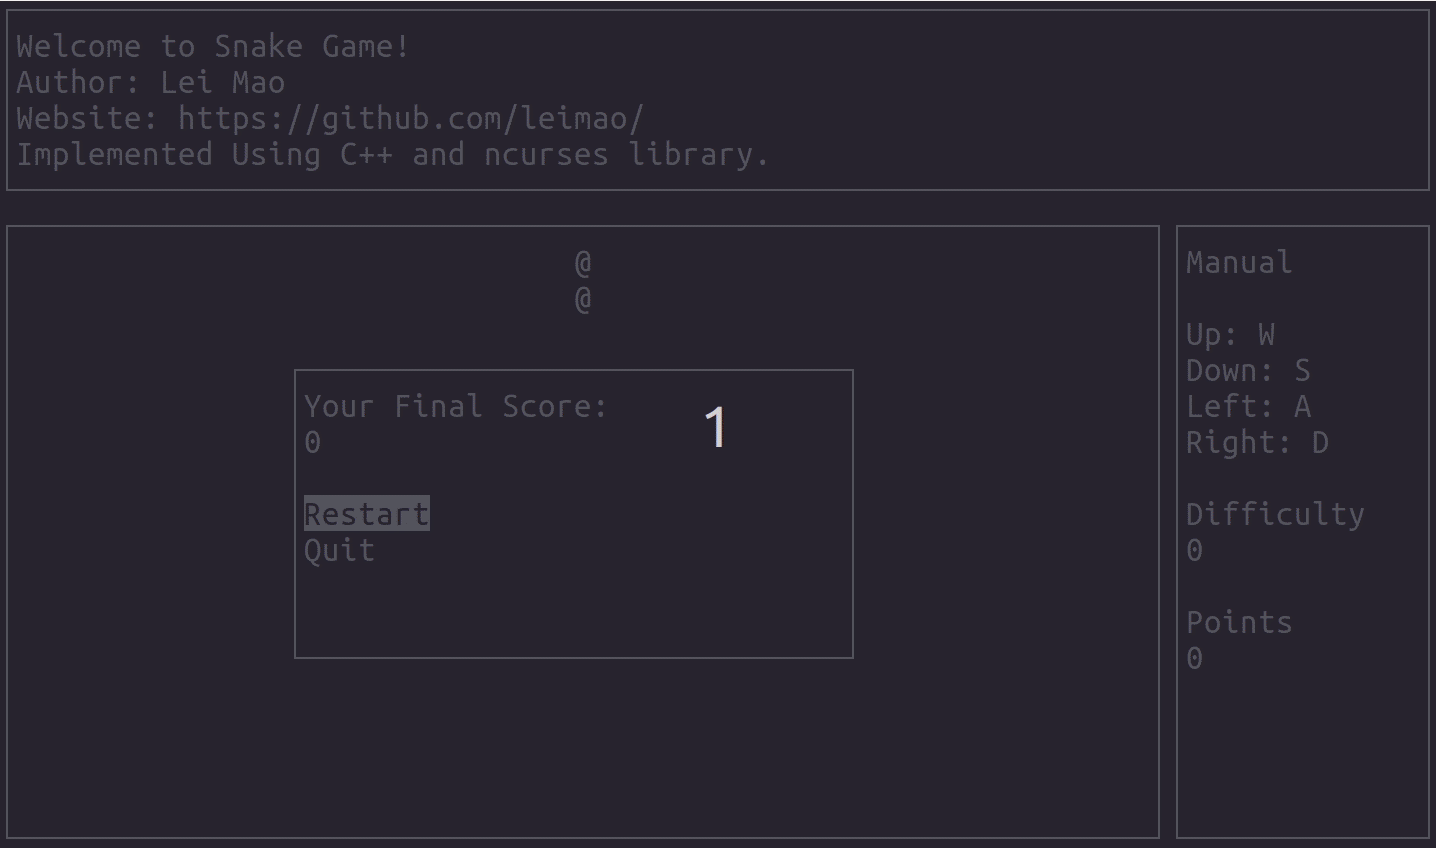 Welcome to Snake Game!
Author: Lei Mao
Website: https://github.com/leimao/
Implemented Using C++ and ncurses library.
@
@
Your Final Score:
0
1
Restart
Quit
Manual
Up: W
Down: S
Left: A
Right: D
Difficulty
0
Points
0